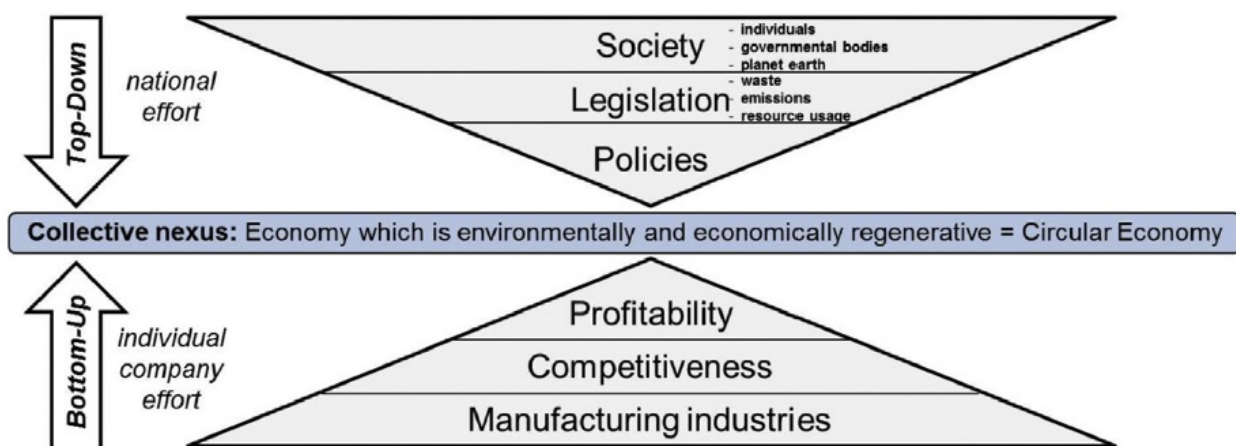 Top-Down
national
effort
Society
- individuals
- governmental bodies
- planet earth
Legislation
- waste
- emissions
- resource usage
Policies
Collective nexus: Economy which is environmentally and economically regenerative = Circular Economy
Bottom-Up
individual
company
effort
Profitability
Competitiveness
Manufacturing industries